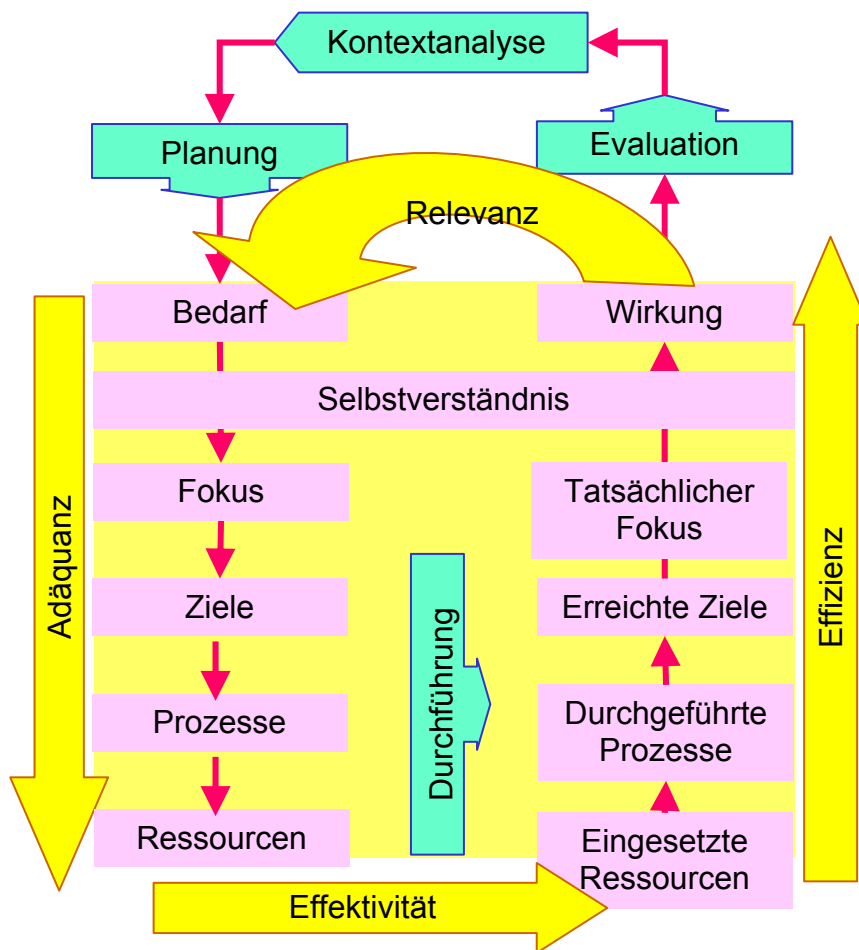 Kontextanalyse
Planung
Evaluation
Relevanz
Bedarf
Wirkung
Selbstverständnis
Fokus
Tatsächlicher
Fokus
Adäquanz
Ziele
Erreichte Ziele
Effizienz
Durchführung
Prozesse
Durchgeführte
Prozesse
Ressourcen
Eingesetzte
Ressourcen
Effektivität